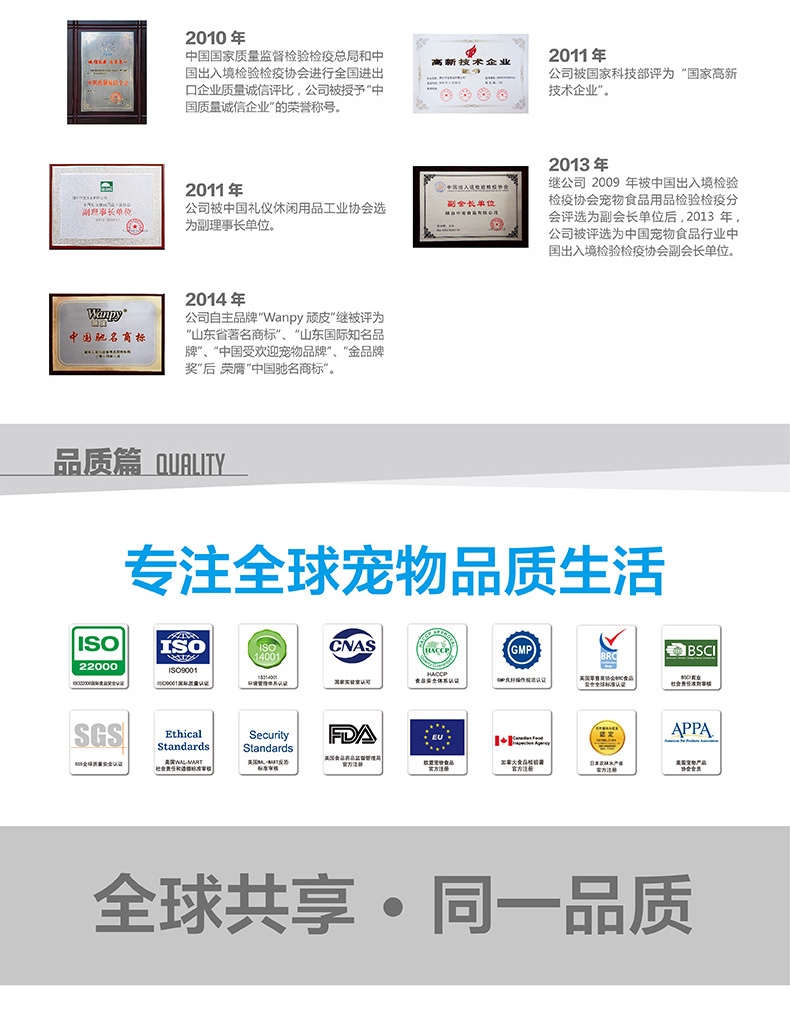 2010 年
中国国家质量监督检验检疫总局和中
国出入境检验检疫协会进行全国进出
口企业质量诚信评比，公司被授予“中
国质量诚信企业”的荣誉称号。
高新技术企业
证书
2011 年
公司被国家科技部评为 “国家高新
技术企业”。
副理事长单位
2011 年
公司被中国礼仪休闲用品工业协会选
为副理事长单位。
中国出入境检验检疫协会
副会长单位
烟台中宠食品有限公司
2013 年
继公司 2009 年被中国出入境检验
检疫协会宠物食品用品检验检疫分
会评选为副会长单位后，2013 年，
公司被评选为中国宠物食品行业中
国出入境检验检疫协会副会长单位。
Wanpy
顽皮
中国驰名商标
2014 年
公司自主品牌“Wanpy 顽皮”继被评为
“山东省著名商标”、“山东国际知名品
牌”、“中国受欢迎宠物品牌”、“金品牌
奖”后，荣膺“中国驰名商标”。
品质篇 QUALITY
专注全球宠物品质生活
ISO
22000
ISO22000国际食品安全认证
ISO
ISO9001
ISO9001国际质量认证
ISO
14001
ISO14001
环境管理体系认证
CNAS
国家实验室认可
HACCP
HACCP
食品安全体系认证
GMP
GMP良好操作规范认证
BRC
英国零售商协会BRC食品
安全全球标准认证
BSCI
BSCI商业
社会责任准则审核
SGS
SGS全球质量安全认证
Ethical
Standards
美国WAL-MART
社会责任和道德标准审核
Security
Standards
美国WAL-MART反恐
标准审核
FDA
美国食品药品监督管理局
官方注册
EU
欧盟宠物食品
官方注册
Canadian Food
Inspection Agency
加拿大食品检验署
官方注册
认定
日本农林水产省
官方注册
APPA
American Pet Products Association
美国宠物产品
协会会员
全球共享 · 同一品质